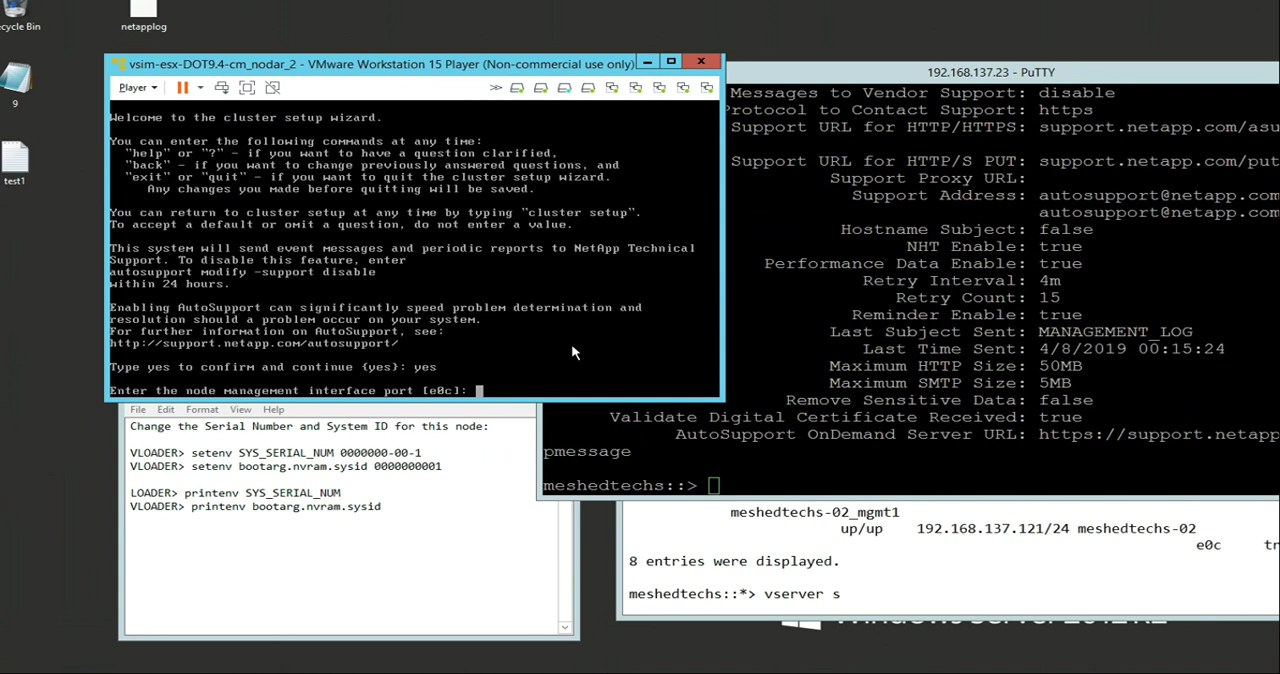 ecycle Bin
netapplog
9
test1
vsim-esx-DOT9.4-cm_nodar_2 - VMware Workstation 15 Player (Non-commercial use only)
Player
Welcome to the cluster setup wizard.
You can enter the following commands at any time:
"help" or "?" - if you want to have a question clarified,
"back" - if you want to change previously answered questions, and
"exit" or "quit" - if you want to quit the cluster setup wizard.
Any changes you made before quitting will be saved.
You can return to cluster setup at any time by typing "cluster setup".
To accept a default or omit a question, do not enter a value.
This system will send event messages and periodic reports to NetApp Technical
Support. To disable this feature, enter
autosupport modify -support disable
within 24 hours.
Enabling AutoSupport can significantly speed problem determination and
resolution should a problem occur on your system.
For further information on AutoSupport, see:
http://support.netapp.com/autosupport/
Type yes to confirm and continue {yes}: yes
Enter the node management interface port [e0c]:
192.168.137.23 - PuTTY
Messages to Vendor Support: disable
Protocol to Contact Support: https
Support URL for HTTP/HTTPS: support.netapp.com/asu
Support URL for HTTP/S PUT: support.netapp.com/put
Support Proxy URL:
Support Address: autosupport@netapp.com
autosupport@netapp.com
Hostname Subject: false
NHT Enable: true
Performance Data Enable: true
Retry Interval: 4m
Retry Count: 15
Reminder Enable: true
Last Subject Sent: MANAGEMENT_LOG
Last Time Sent: 4/8/2019 00:15:24
Maximum HTTP Size: 50MB
Maximum SMTP Size: 5MB
Remove Sensitive Data: false
Validate Digital Certificate Received: true
AutoSupport OnDemand Server URL: https://support.netapp
pmessage
meshedtechs::>
File Edit Format View Help
Change the Serial Number and System ID for this node:
VLOADER> setenv SYS_SERIAL_NUM 0000000-00-1
VLOADER> setenv bootarg.nvram.sysid 0000000001
LOADER> printenv SYS_SERIAL_NUM
VLOADER> printenv bootarg.nvram.sysid
meshedtechs-02_mgmt1
up/up 192.168.137.121/24 meshedtechs-02
e0c tr
8 entries were displayed.
meshedtechs::*> vserver s